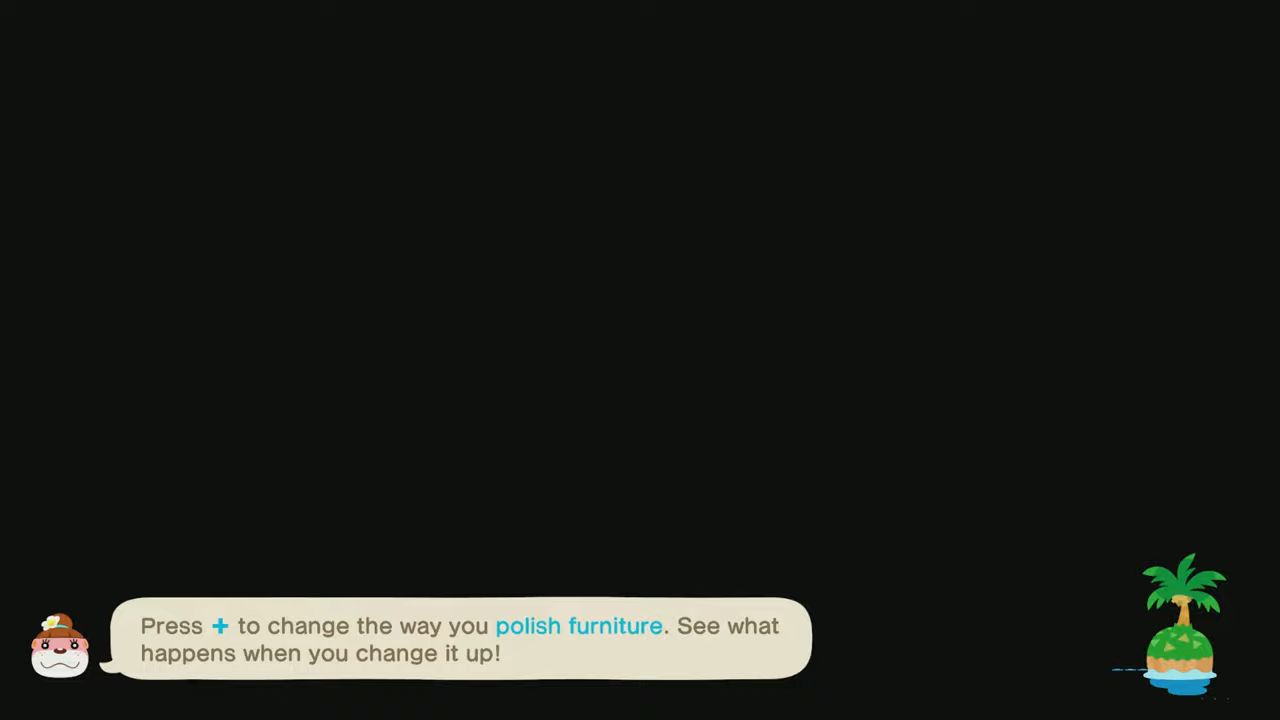 Press + to change the way you polish furniture. See what
happens when you change it up!